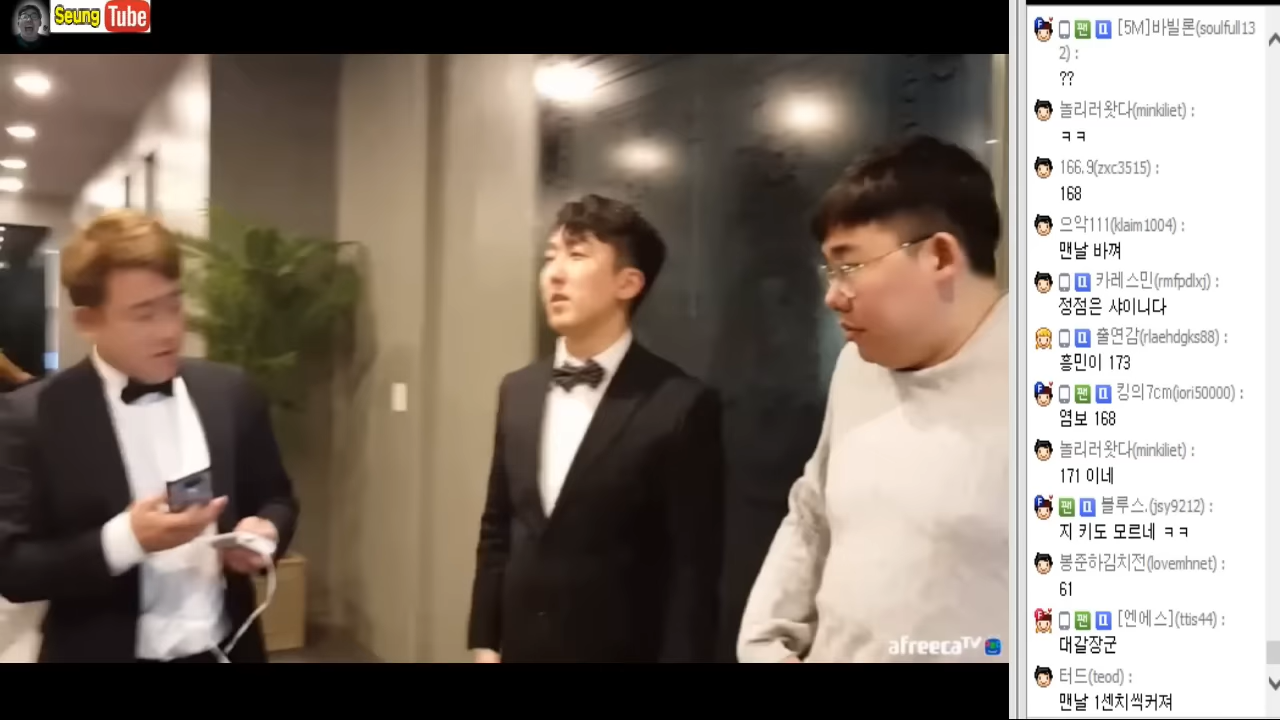 Seung Tube
[5M]바빌론(soulfull13
2) :
??
놀리러왓다(minkiliet) :
ㅋㅋ
166.9(zxc3515) :
168
으악111(klaim1004) :
맨날 바껴
카레스민(rmfpdlxj) :
정점은 샤이니다
출연감(rlaehdgks88) :
흥민이 173
킹의7cm(iori50000) :
염보 168
놀리러왓다(minkiliet) :
171 이네
블루스.(jsy9212) :
지 키도 모르네 ㅋㅋ
봉준하김치전(lovemhnet) :
61
[엔에스](ttis44) :
대갈장군
터드(teod) :
맨날 1센치씩커져
afreecaTV